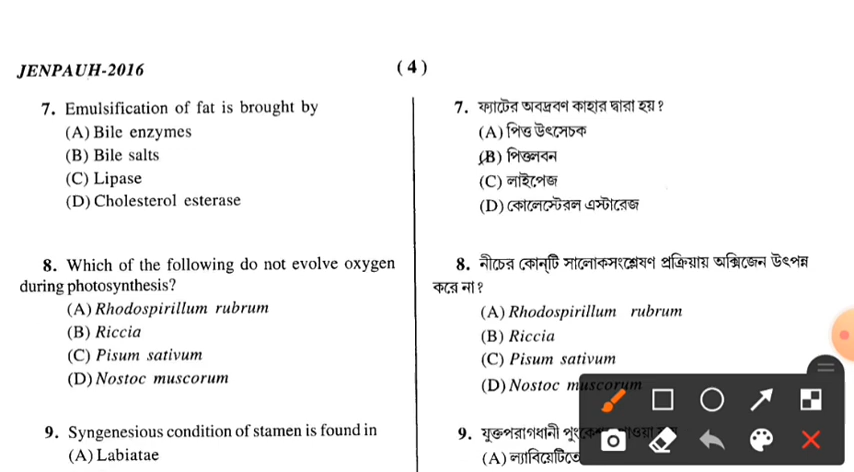 JENPAUH-2016
(4)
7. Emulsification of fat is brought by
(A) Bile enzymes
(B) Bile salts
(C) Lipase
(D) Cholesterol esterase
8. Which of the following do not evolve oxygen
during photosynthesis?
(A) Rhodospirillum rubrum
(B) Riccia
(C) Pisum sativum
(D) Nostoc muscorum
9. Syngenesious condition of stamen is found in
(A) Labiatae
7. ফ্যাটের অবদ্রবণ কাহার দ্বারা হয়?
(A) পিত্ত উৎসেচক
(B) পিত্তলবন
(C) লাইপেজ
(D) কোলেস্টেরল এস্টারেজ
8. নীচের কোন্‌টি সালোকসংশ্লেষণ প্রক্রিয়ায় অক্সিজেন উৎপন্ন
করে না?
(A) Rhodospirillum rubrum
(B) Riccia
(C) Pisum sativum
(D) Nostoc muscorum
9. যুক্তপরাগধানী
(A) ল্যাবিয়েটিতে